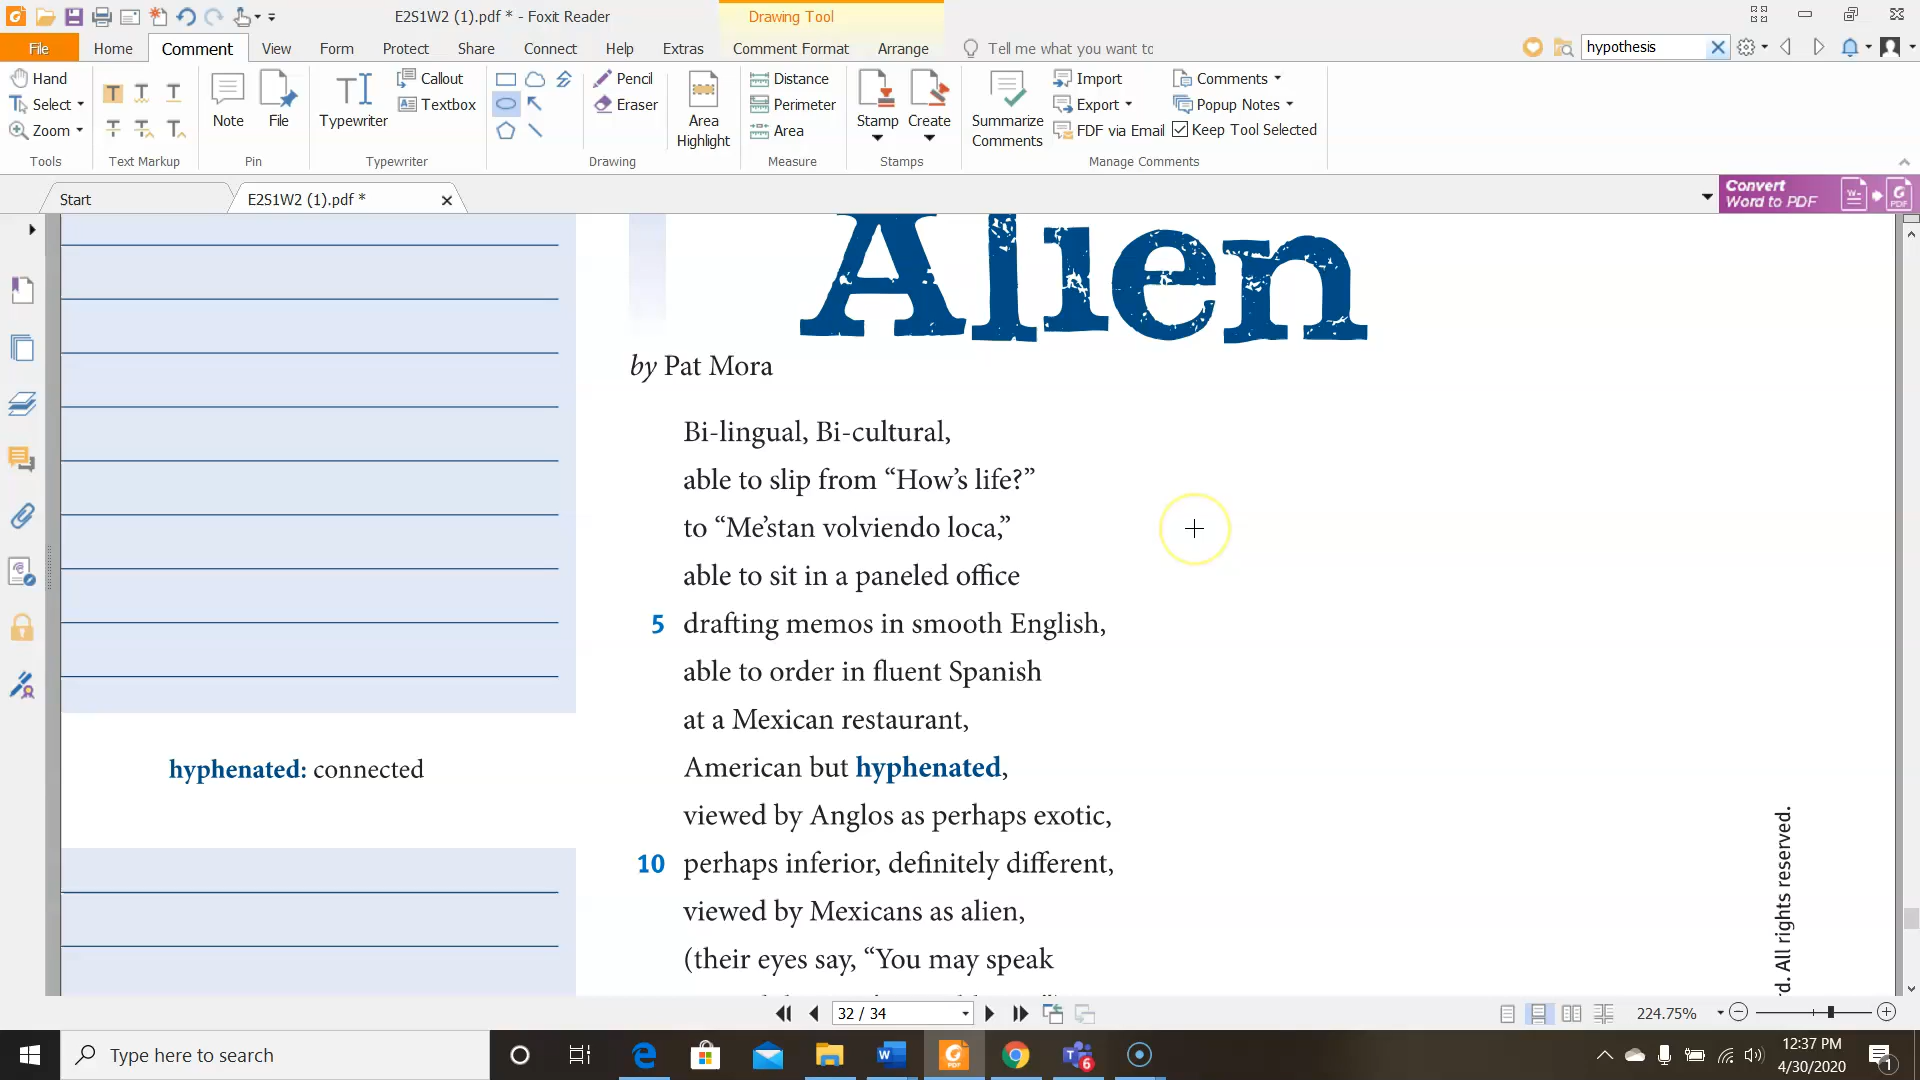 E2S1W2 (1).pdf * - Foxit Reader
Drawing Tool
File Home Comment View Form Protect Share Connect Help Extras Comment Format Arrange Tell me what you want to
hypothesis
Hand
Select
Zoom
Tools
Text Markup
Note
File
Pin
Typewriter
Callout
Textbox
Typewriter
Pencil
Eraser
Drawing
Area
Highlight
Distance
Perimeter
Area
Measure
Stamp
Create
Stamps
Summarize
Comments
Import
Export
FDF via Email
Comments
Popup Notes
Keep Tool Selected
Manage Comments
Start
E2S1W2 (1).pdf *
Convert
Word to PDF
PDF
Alien
by Pat Mora
Bi-lingual, Bi-cultural,
able to slip from “How’s life?”
to “Me’stan volviendo loca,”
able to sit in a paneled office
5 drafting memos in smooth English,
able to order in fluent Spanish
at a Mexican restaurant,
American but hyphenated,
viewed by Anglos as perhaps exotic,
10 perhaps inferior, definitely different,
viewed by Mexicans as alien,
(their eyes say, “You may speak
hyphenated: connected
rd. All rights reserved.
32 / 34
224.75%
Type here to search
W
PDF
6
12:37 PM
4/30/2020
1